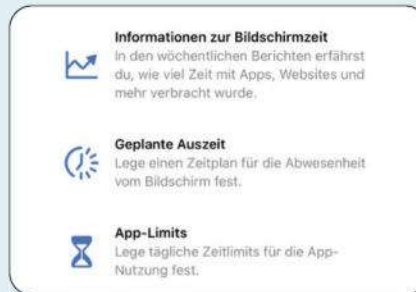 Informationen zur Bildschirmzeit
In den wöchentlichen Berichten erfährst
du, wie viel Zeit mit Apps, Websites und
mehr verbracht wurde.
Geplante Auszeit
Lege einen Zeitplan für die Abwesenheit
vom Bildschirm fest.
App-Limits
Lege tägliche Zeitlimits für die App-
Nutzung fest.